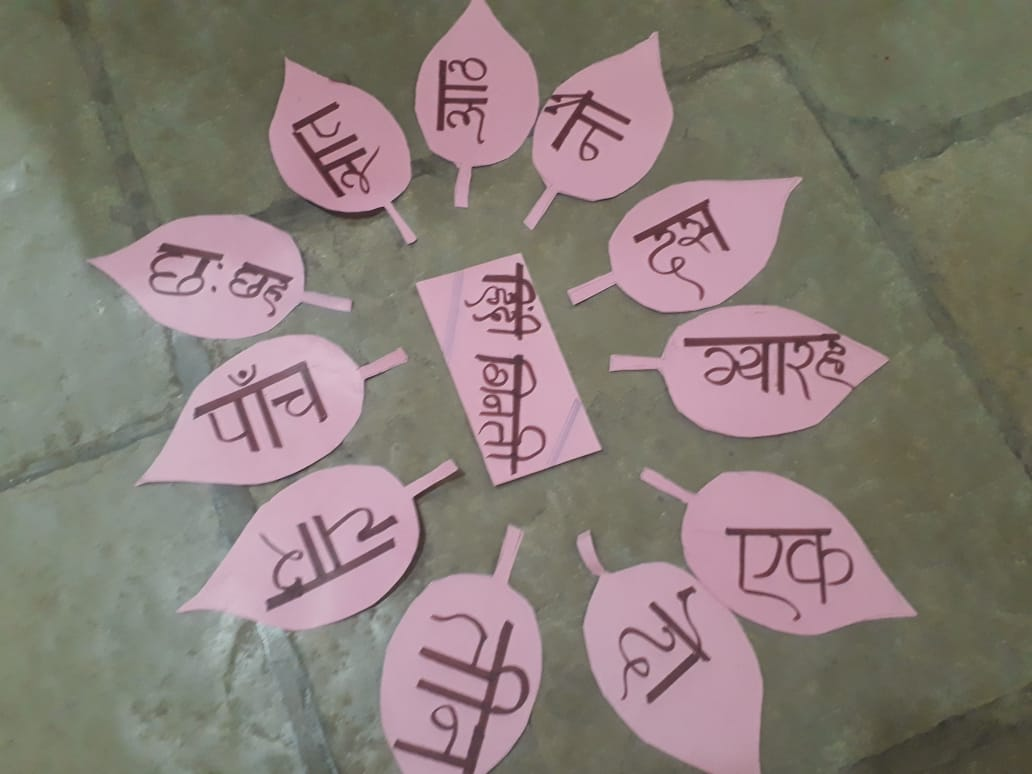 हिंदी गिनती
एक
दो
तीन
चार
पाँच
छः छह
सात
आठ
नौ
दस
ग्यारह